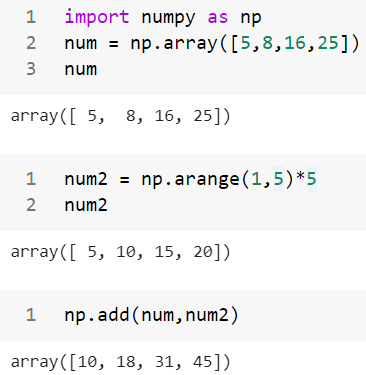 1 import numpy as np
2 num = np.array([5,8,16,25])
3 num
array([ 5,  8, 16, 25])
1 num2 = np.arange(1,5)*5
2 num2
array([ 5, 10, 15, 20])
1 np.add(num,num2)
array([10, 18, 31, 45])